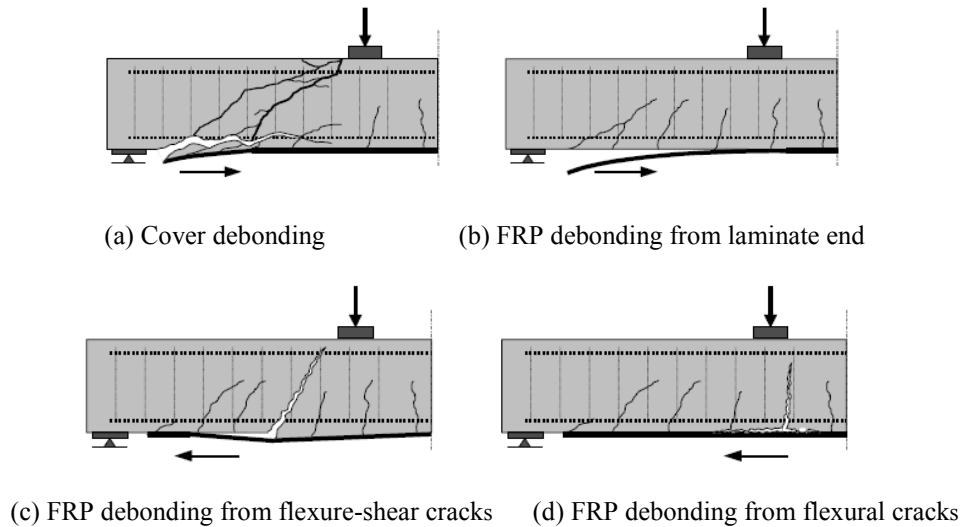 (a) Cover debonding
(b) FRP debonding from laminate end
(c) FRP debonding from flexure-shear cracks
(d) FRP debonding from flexural cracks